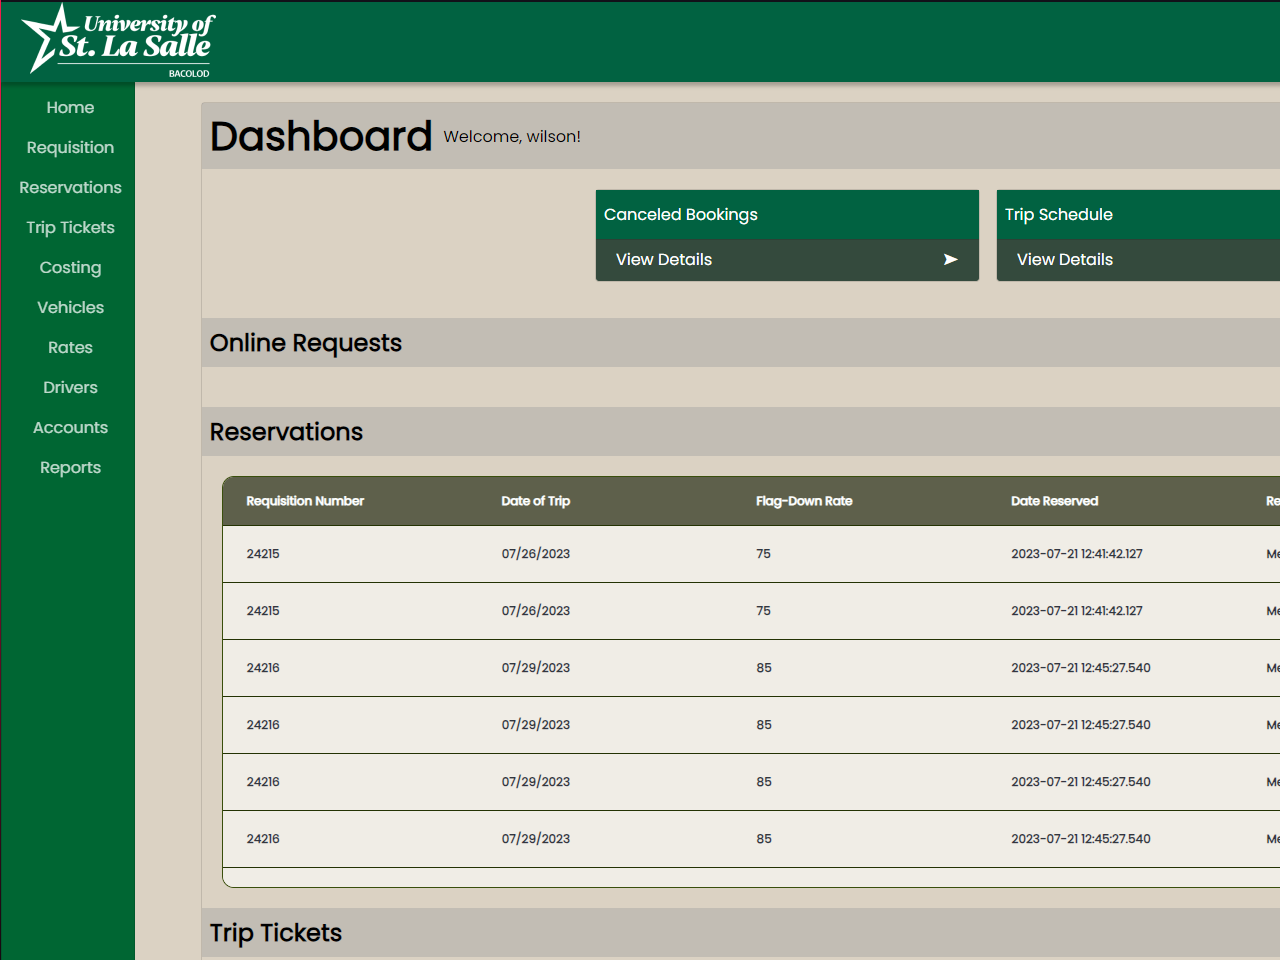 University of
St. La Salle
BACOLOD
Home
Requisition
Reservations
Trip Tickets
Costing
Vehicles
Rates
Drivers
Accounts
Reports
Dashboard Welcome, wilson!
Canceled Bookings
View Details
Trip Schedule
View Details
Online Requests
Reservations
Requisition Number Date of Trip Flag-Down Rate Date Reserved Re
24215 07/26/2023 75 2023-07-21 12:41:42.127 Me
24215 07/26/2023 75 2023-07-21 12:41:42.127 Me
24216 07/29/2023 85 2023-07-21 12:45:27.540 Me
24216 07/29/2023 85 2023-07-21 12:45:27.540 Me
24216 07/29/2023 85 2023-07-21 12:45:27.540 Me
24216 07/29/2023 85 2023-07-21 12:45:27.540 Me
Trip Tickets